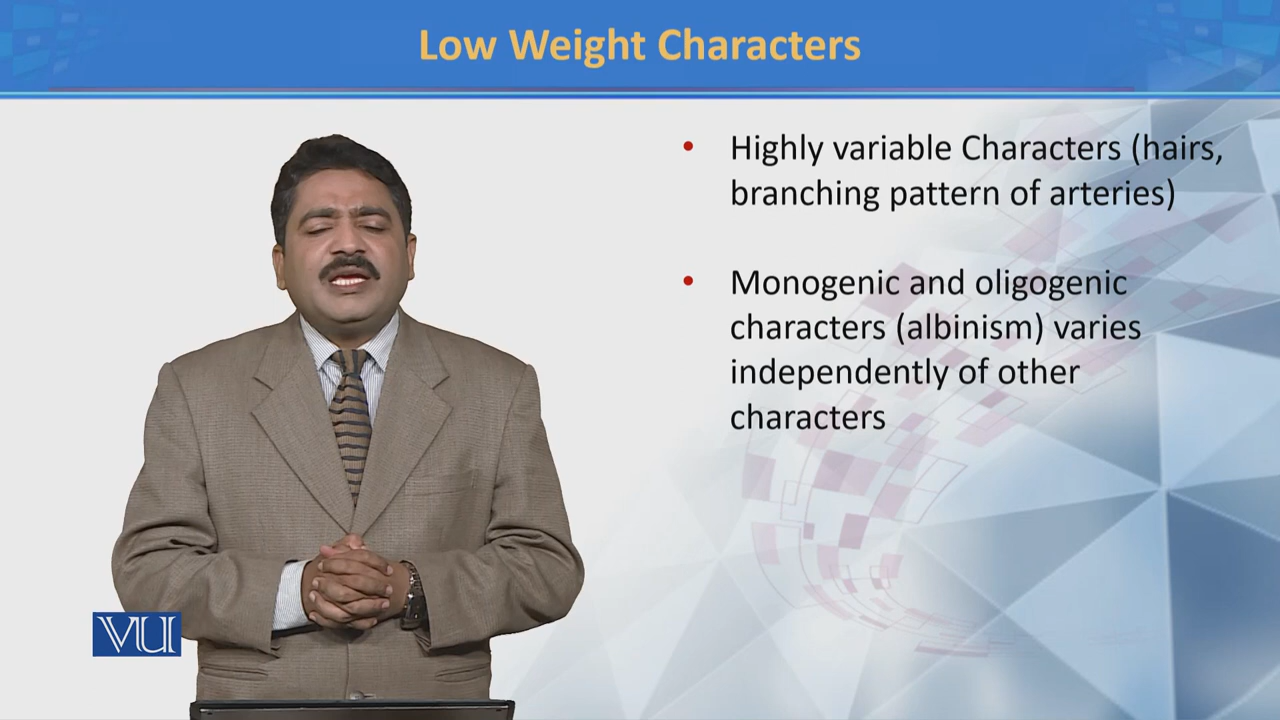 Low Weight Characters
• Highly variable Characters (hairs,
branching pattern of arteries)
• Monogenic and oligogenic
characters (albinism) varies
independently of other
characters
VU